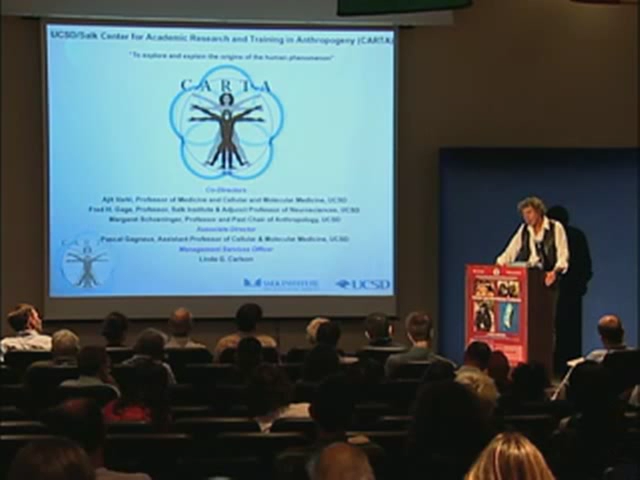 UCSD/Salk Center for Academic Research and Training in Anthropogeny (CARTA)
"To explore and explain the origins of the human phenomenon"
CARTA
Co-Directors
Ajit Varki, Professor of Medicine and Cellular and Molecular Medicine, UCSD
Fred H. Gage, Professor, Salk Institute & Adjunct Professor of Neurosciences, UCSD
Margaret Schoeninger, Professor and Past Chair of Anthropology, UCSD
Associate Director
Pascal Gagneux, Assistant Professor of Cellular & Molecular Medicine, UCSD
Management Services Officer
Linda G. Carlson
CARTA
SALK INSTITUTE
UCSD